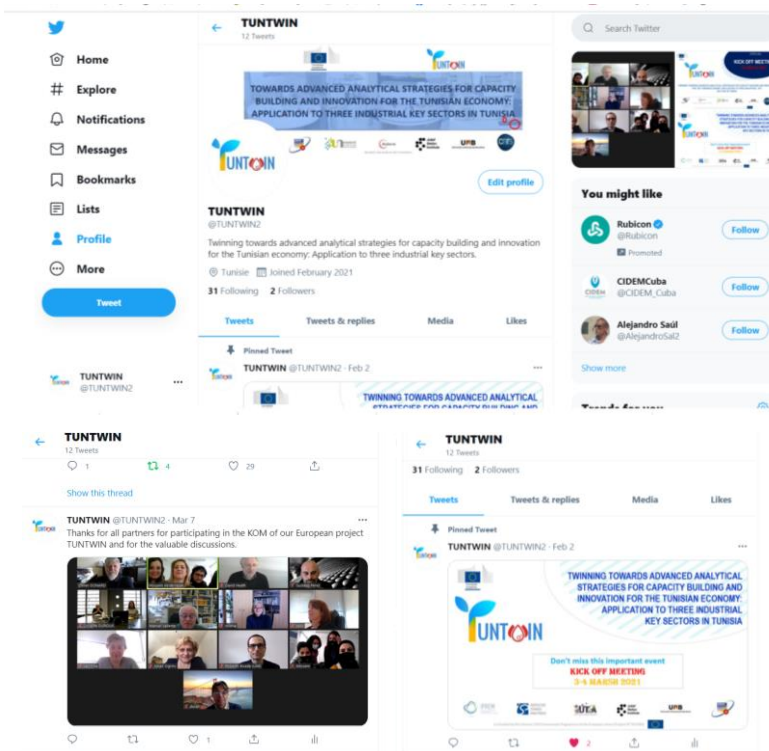 TUNTWIN
12 Tweets
Search Twitter
Home
Explore
Notifications
Messages
Bookmarks
Lists
Profile
More
Tweet
TUNTWIN
@TUNTWIN2
TUNTWIN
TOWARDS ADVANCED ANALYTICAL STRATEGIES FOR CAPACITY
BUILDING AND INNOVATION FOR THE TUNISIAN ECONOMY:
APPLICATION TO THREE INDUSTRIAL KEY SECTORS IN TUNISIA
TUNTWIN
Edit profile
TUNTWIN
@TUNTWIN2
Twinning towards advanced analytical strategies for capacity building and innovation
for the Tunisian economy: Application to three industrial key sectors.
Tunisie Joined February 2021
31 Following 2 Followers
Tweets Tweets & replies Media Likes
Pinned Tweet
TUNTWIN @TUNTWIN2 · Feb 2
TWINNING TOWARDS ADVANCED ANALYTICAL
STRATEGIES FOR CAPACITY BUILDING AND
KICK OFF MEETING
You might like
Rubicon
@Rubicon
Promoted
Follow
CIDEMCuba
@CIDEM_Cuba
Follow
Alejandro Saúl
@AlejandroSal2
Follow
Show more
Trends for you
TUNTWIN
12 Tweets
1 4 29
Show this thread
TUNTWIN @TUNTWIN2 · Mar 7
Thanks for all partners for participating in the KOM of our European project
TUNTWIN and for the valuable discussions.
1
TUNTWIN
12 Tweets
31 Following 2 Followers
Tweets Tweets & replies Media Likes
Pinned Tweet
TUNTWIN @TUNTWIN2 · Feb 2
TWINNING TOWARDS ADVANCED ANALYTICAL
STRATEGIES FOR CAPACITY BUILDING AND
INNOVATION FOR THE TUNISIAN ECONOMY:
APPLICATION TO THREE INDUSTRIAL
KEY SECTORS IN TUNISIA
TUNTWIN
Don't miss this
important event
KICK OFF MEETING
3-4 MARSH 2021
2